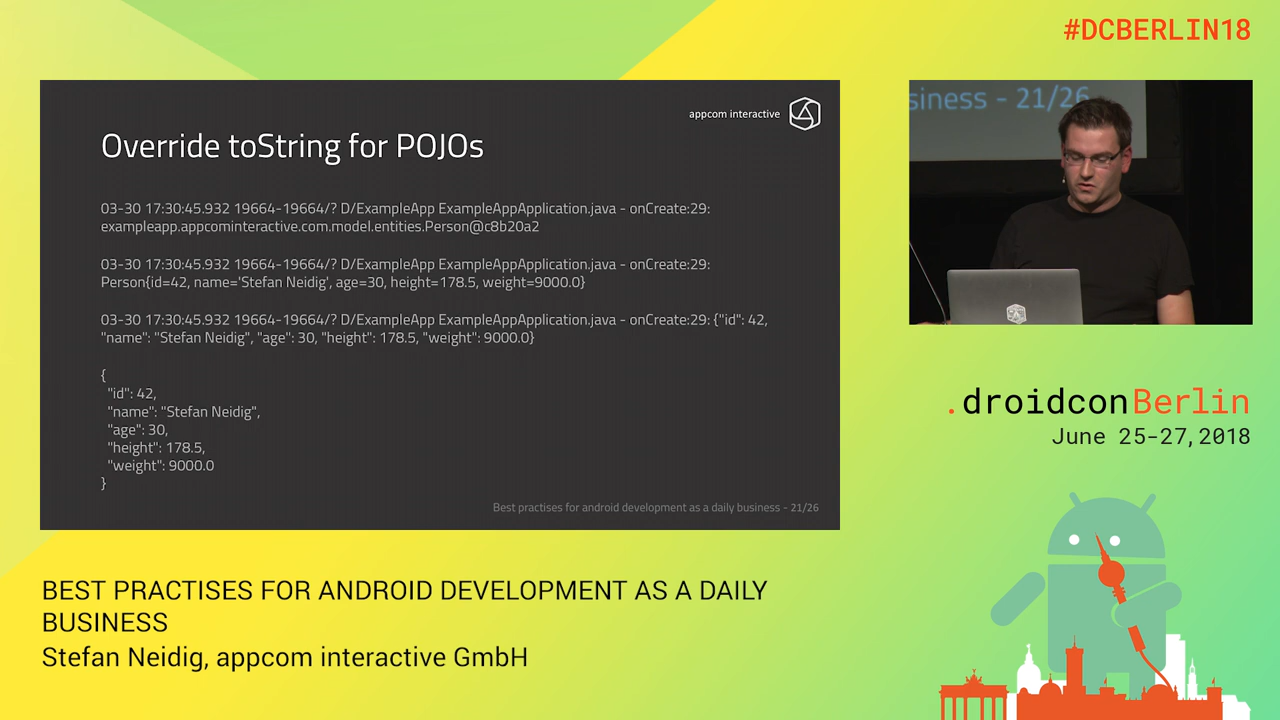 #DCBERLIN18
appcom interactive
Override toString for POJOs
03-30 17:30:45.932 19664-19664/? D/ExampleApp ExampleAppApplication.java - onCreate:29:
exampleapp.appcominteractive.com.model.entities.Person@c8b20a2
03-30 17:30:45.932 19664-19664/? D/ExampleApp ExampleAppApplication.java - onCreate:29:
Person{id=42, name='Stefan Neidig', age=30, height=178.5, weight=9000.0}
03-30 17:30:45.932 19664-19664/? D/ExampleApp ExampleAppApplication.java - onCreate:29: {"id": 42,
"name": "Stefan Neidig", "age": 30, "height": 178.5, "weight": 9000.0}
{
"id": 42,
"name": "Stefan Neidig",
"age": 30,
"height": 178.5,
"weight": 9000.0
}
Best practises for android development as a daily business - 21/26
siness - 21/26
.droidconBerlin
June 25-27, 2018
BEST PRACTISES FOR ANDROID DEVELOPMENT AS A DAILY
BUSINESS
Stefan Neidig, appcom interactive GmbH